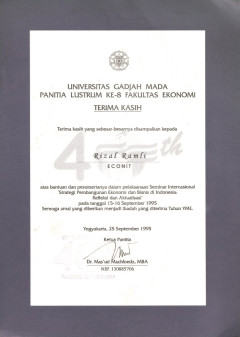 UNIVERSITAS GADJAH MADA
PANITIA LUSTRUM KE-8 FAKULTAS EKONOMI
TERIMA KASIH
Terima kasih yang sebesar-besarnya disampaikan kepada
40th
Rizal Ramli
ECONIT
atas bantuan dan peransertanya dalam pelaksanaan Seminar Internasional
'Strategi Pembangunan Ekonomi dan Bisnis di Indonesia:
Refleksi dan Aktualisasi'
pada tanggal 15-16 September 1995
Semoga amal yang diberikan menjadi ibadah yang diterima Tuhan YME.
Yogyakarta, 25 September 1995
Ketua Panitia
Dr. Mas'ud Machfoedz, MBA
NIP. 130885706